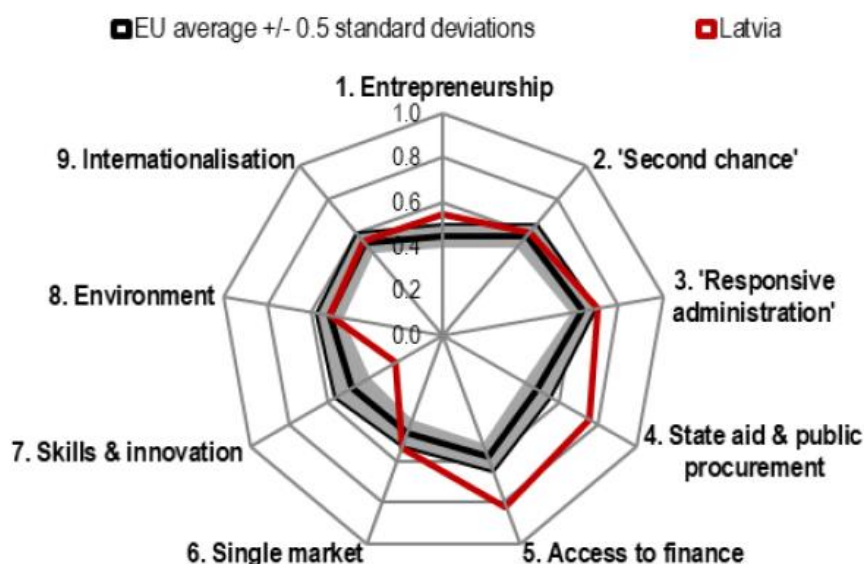 EU average +/- 0.5 standard deviations
Latvia
1. Entrepreneurship
1.0
9. Internationalisation
0.8
2. 'Second chance'
0.6
0.4
8. Environment
0.2
3. 'Responsive
administration'
0.0
7. Skills & innovation
4. State aid & public
procurement
6. Single market
5. Access to finance